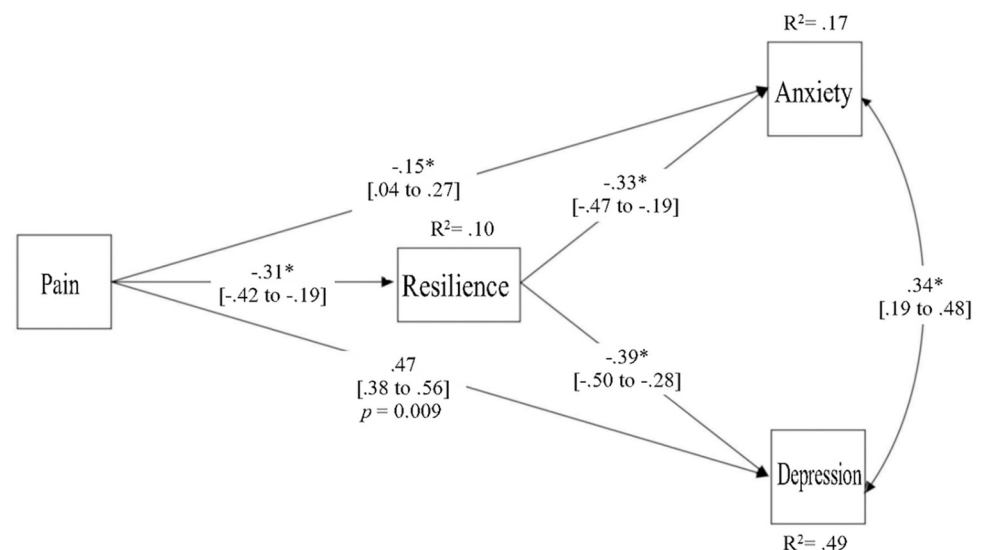 R²= .17
Anxiety
-.15*
[.04 to .27]
-.33*
[-.47 to -.19]
R²= .10
Pain
-.31*
[-.42 to -.19]
Resilience
.34*
[.19 to .48]
.47
[.38 to .56]
p = 0.009
-.39*
[-.50 to -.28]
Depression
R²= .49